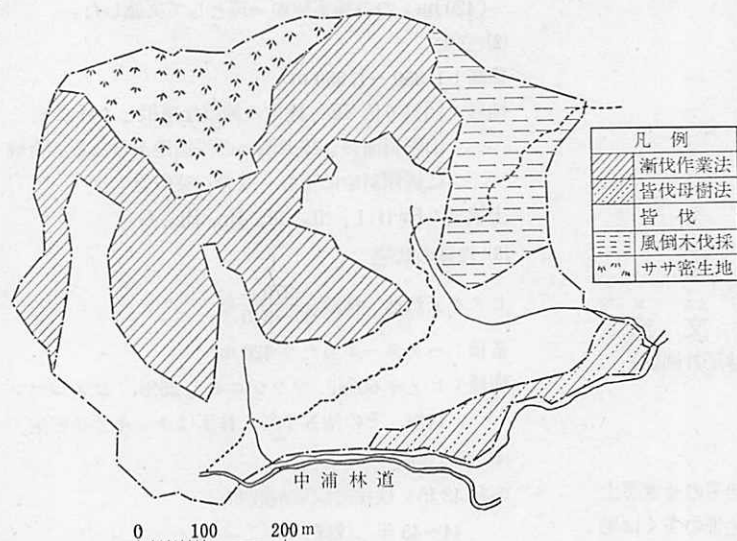 凡例
漸伐作業法
皆伐母樹法
皆伐
風倒木伐採
ササ密生地
中浦林道
0 100 200m